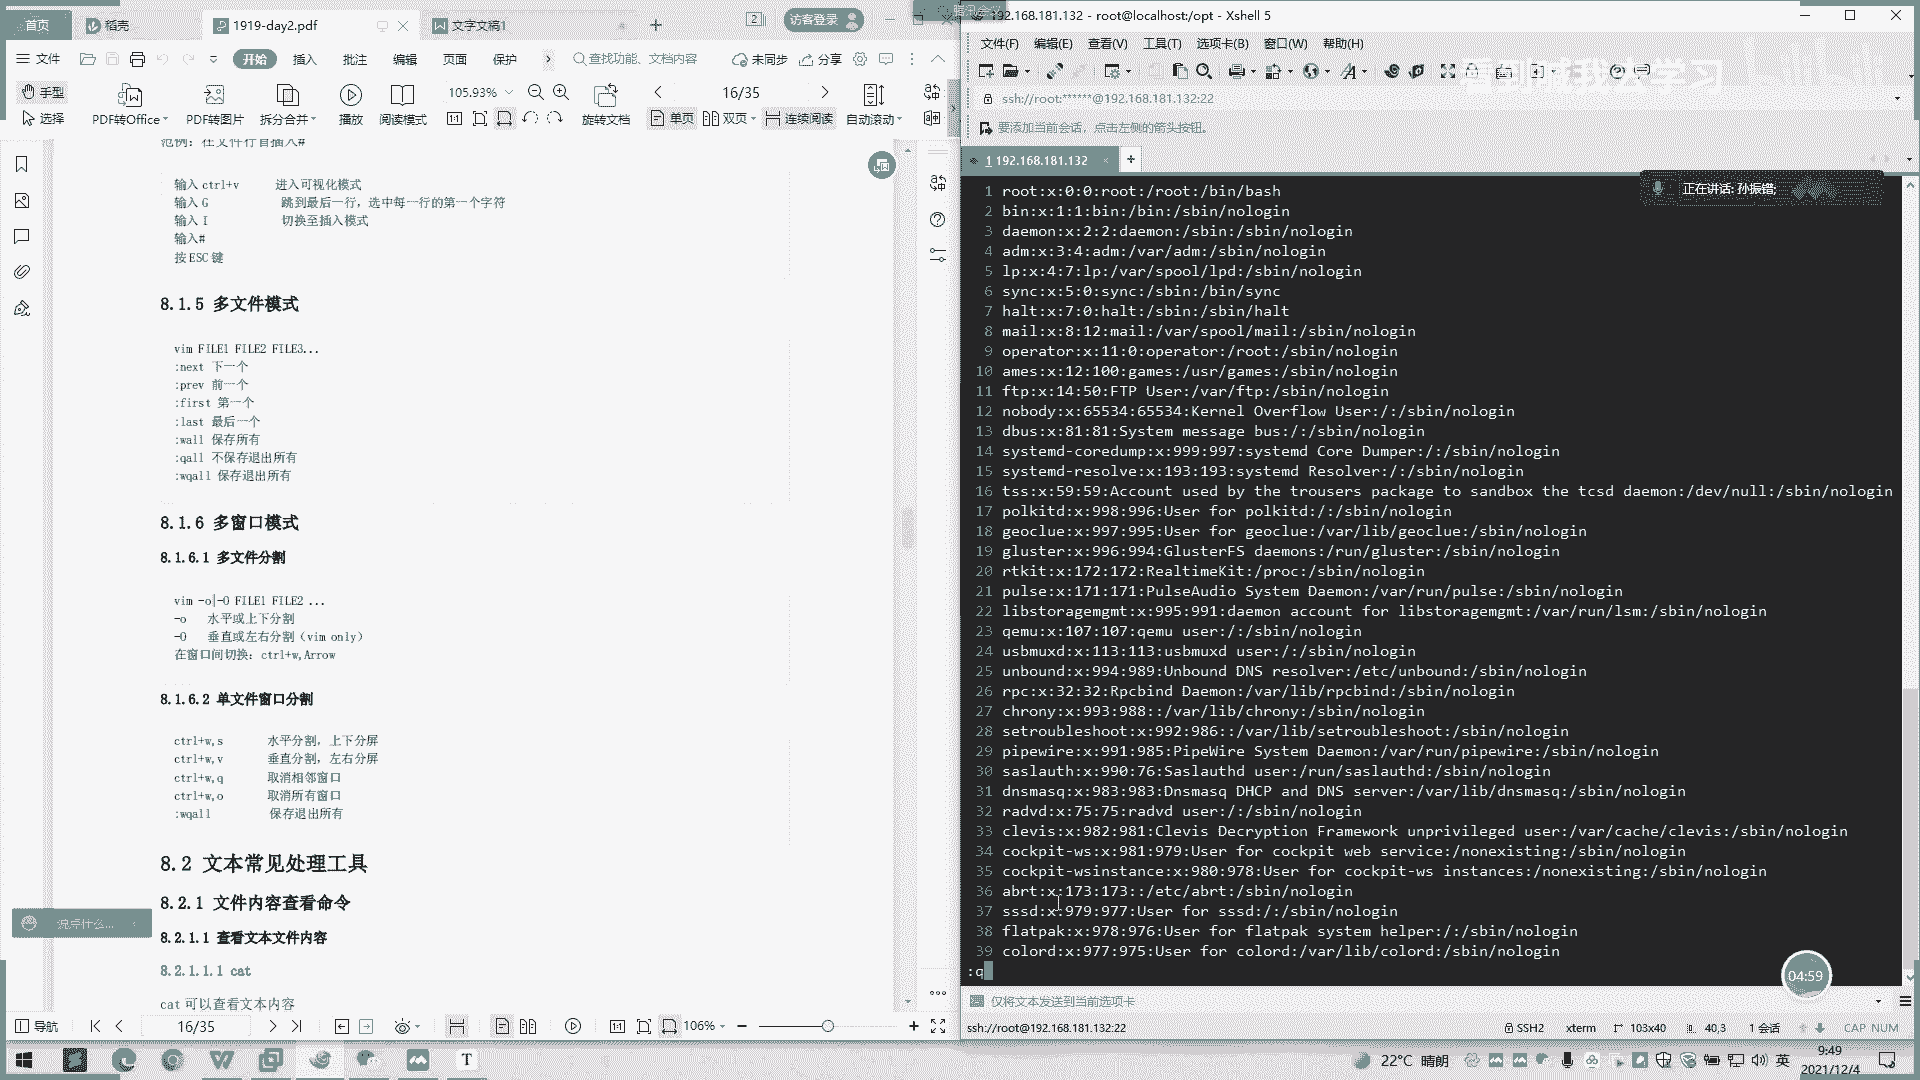 首页
稻壳
1919-day2.pdf
文字文稿1
访客登录
文件
开始
插入
批注
编辑
页面
保护
查找功能、文档内容
未同步
分享
手型
选择
PDF转Office
PDF转图片
拆分合并
播放
阅读模式
105.93%
16/35
旋转文档
单页
双页
连续阅读
自动滚动
范例：在文件行首插入#
输入 ctrl+v 进入可视化模式
输入 G 跳到最后一行，选中每一行的第一个字符
输入 I 切换至插入模式
输入#
按 ESC 键
8.1.5 多文件模式
vim FILE1 FILE2 FILE3...
:next 下一个
:prev 前一个
:first 第一个
:last 最后一个
:wall 保存所有
:qall 不保存退出所有
:wqall 保存退出所有
8.1.6 多窗口模式
8.1.6.1 多文件分割
vim -o|-O FILE1 FILE2 ...
-o 水平或上下分割
-O 垂直或左右分割（vim only）
在窗口间切换：ctrl+w,Arrow
8.1.6.2 单文件窗口分割
ctrl+w,s 水平分割，上下分屏
ctrl+w,v 垂直分割，左右分屏
ctrl+w,q 取消相邻窗口
ctrl+w,o 取消所有窗口
:wqall 保存退出所有
8.2 文本常见处理工具
8.2.1 文件内容查看命令
8.2.1.1 查看文本文件内容
8.2.1.1.1 cat
cat 可以查看文本内容
说点什么...
导航
16/35
106%
192.168.181.132 - root@localhost:/opt - Xshell 5
文件(F) 编辑(E) 查看(V) 工具(T) 选项卡(B) 窗口(W) 帮助(H)
看到喊我去学习
ssh://root:******@192.168.181.132:22
要添加当前会话，点击左侧的箭头按钮。
1 192.168.181.132
正在讲话: 孙振锴;
1 root:x:0:0:root:/root:/bin/bash
2 bin:x:1:1:bin:/bin:/sbin/nologin
3 daemon:x:2:2:daemon:/sbin:/sbin/nologin
4 adm:x:3:4:adm:/var/adm:/sbin/nologin
5 lp:x:4:7:lp:/var/spool/lpd:/sbin/nologin
6 sync:x:5:0:sync:/sbin:/bin/sync
7 halt:x:7:0:halt:/sbin:/sbin/halt
8 mail:x:8:12:mail:/var/spool/mail:/sbin/nologin
9 operator:x:11:0:operator:/root:/sbin/nologin
10 ames:x:12:100:games:/usr/games:/sbin/nologin
11 ftp:x:14:50:FTP User:/var/ftp:/sbin/nologin
12 nobody:x:65534:65534:Kernel Overflow User:/:/sbin/nologin
13 dbus:x:81:81:System message bus:/:/sbin/nologin
14 systemd-coredump:x:999:997:systemd Core Dumper:/:/sbin/nologin
15 systemd-resolve:x:193:193:systemd Resolver:/:/sbin/nologin
16 tss:x:59:59:Account used by the trousers package to sandbox the tcsd daemon:/dev/null:/sbin/nologin
17 polkitd:x:998:996:User for polkitd:/:/sbin/nologin
18 geoclue:x:997:995:User for geoclue:/var/lib/geoclue:/sbin/nologin
19 gluster:x:996:994:GlusterFS daemons:/run/gluster:/sbin/nologin
20 rtkit:x:172:172:RealtimeKit:/proc:/sbin/nologin
21 pulse:x:171:171:PulseAudio System Daemon:/var/run/pulse:/sbin/nologin
22 libstoragemgmt:x:995:991:daemon account for libstoragemgmt:/var/run/lsm:/sbin/nologin
23 qemu:x:107:107:qemu user:/:/sbin/nologin
24 usbmuxd:x:113:113:usbmuxd user:/:/sbin/nologin
25 unbound:x:994:989:Unbound DNS resolver:/etc/unbound:/sbin/nologin
26 rpc:x:32:32:Rpcbind Daemon:/var/lib/rpcbind:/sbin/nologin
27 chrony:x:993:988::/var/lib/chrony:/sbin/nologin
28 setroubleshoot:x:992:986::/var/lib/setroubleshoot:/sbin/nologin
29 pipewire:x:991:985:PipeWire System Daemon:/var/run/pipewire:/sbin/nologin
30 saslauth:x:990:76:Saslauthd user:/run/saslauthd:/sbin/nologin
31 dnsmasq:x:983:983:Dnsmasq DHCP and DNS server:/var/lib/dnsmasq:/sbin/nologin
32 radvd:x:75:75:radvd user:/:/sbin/nologin
33 clevis:x:982:981:Clevis Decryption Framework unprivileged user:/var/cache/clevis:/sbin/nologin
34 cockpit-ws:x:981:979:User for cockpit web service:/nonexisting:/sbin/nologin
35 cockpit-wsinstance:x:980:978:User for cockpit-ws instances:/nonexisting:/sbin/nologin
36 abrt:x:173:173::/etc/abrt:/sbin/nologin
37 sssd:x:979:977:User for sssd:/:/sbin/nologin
38 flatpak:x:978:976:User for flatpak system helper:/:/sbin/nologin
39 colord:x:977:975:User for colord:/var/lib/colord:/sbin/nologin
:q
04:59
仅将文本发送到当前选项卡
ssh://root@192.168.181.132:22 SSH2 xterm 103x40 40,3 1 会话 CAP NUM
22°C 晴朗
英
9:49
2021/12/4